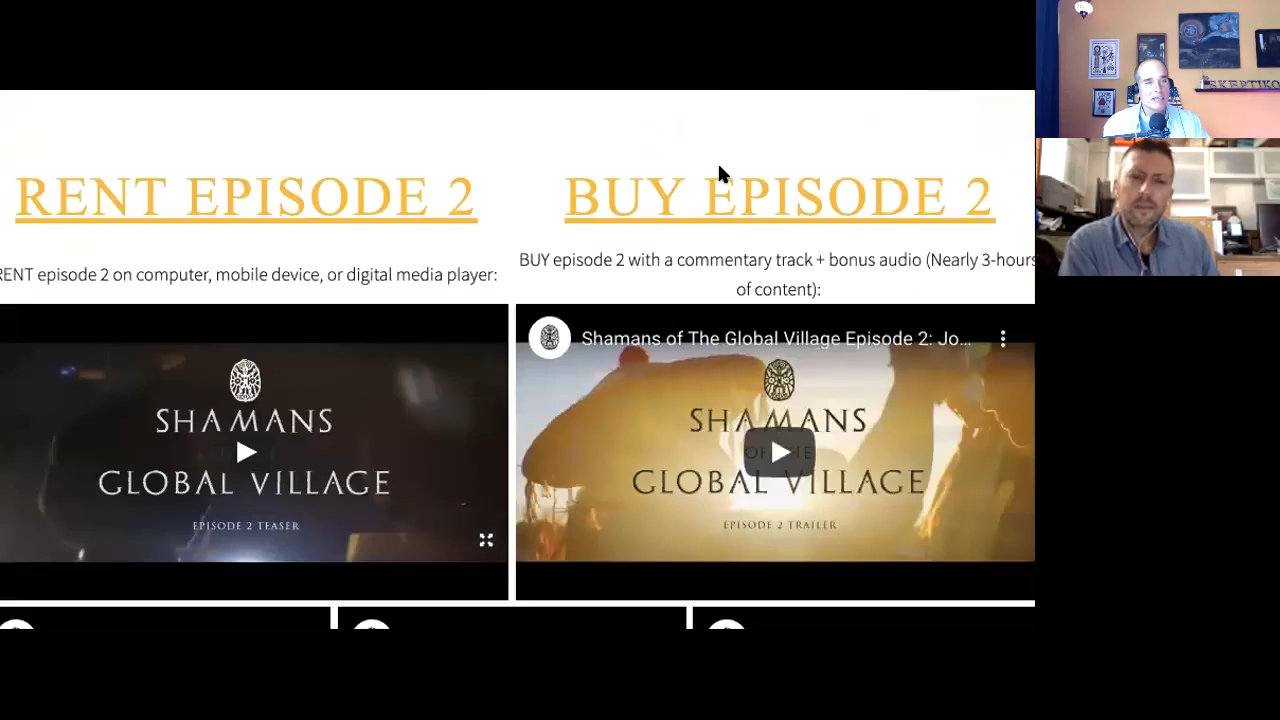 RENT EPISODE 2
BUY EPISODE 2
RENT episode 2 on computer, mobile device, or digital media player:
BUY episode 2 with a commentary track + bonus audio (Nearly 3-hours
of content):
SHAMANS
GLOBAL VILLAGE
EPISODE 2 TEASER
Shamans of The Global Village Episode 2: Jo...
SHAMANS
OF THE
GLOBAL VILLAGE
EPISODE 2 TRAILER
SKEPTIKO